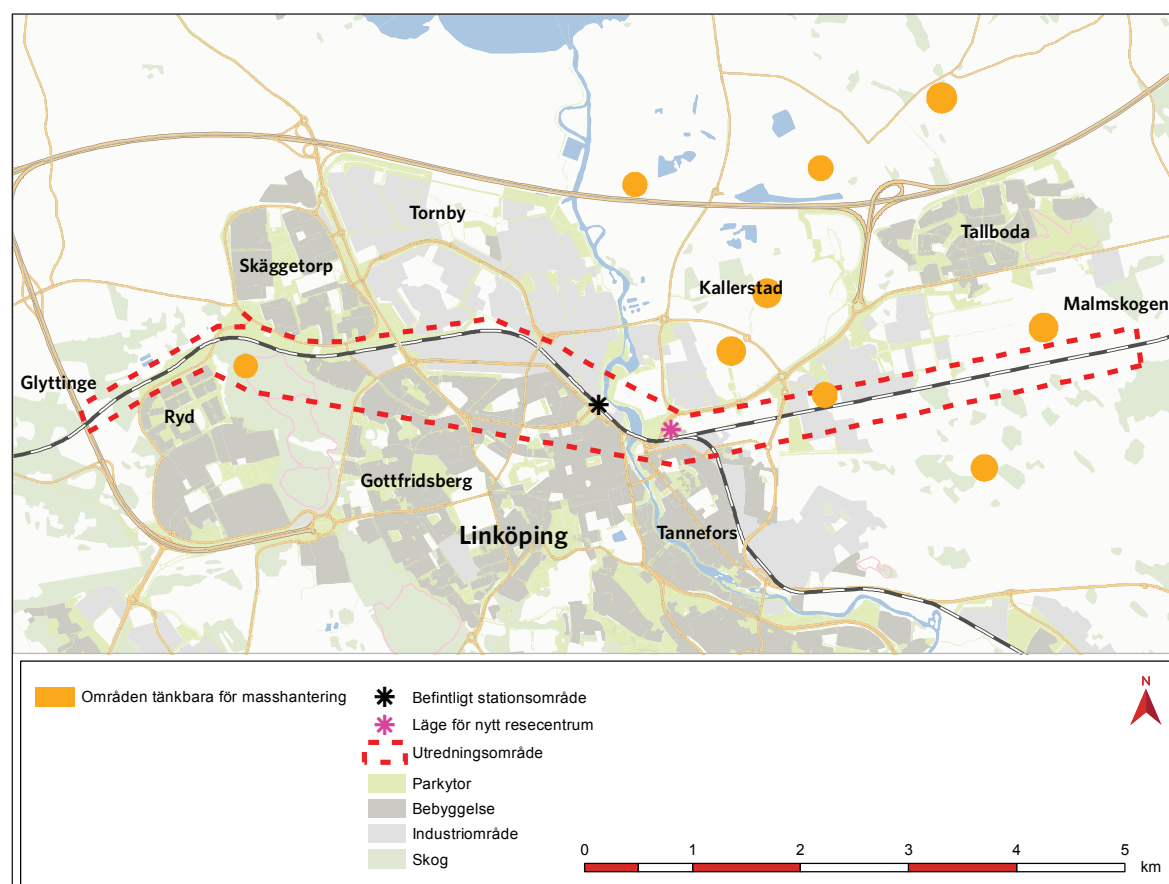 Tornby
Tallboda
Skäggetorp
Kallerstad
Malmskogen
Glyttinge
Ryd
Gottfridsberg
Linköping
Tannefors
Områden tänkbara för masshantering
Befintligt stationsområde
Läge för nytt resecentrum
Utredningsområde
Parkytor
Bebyggelse
Industriområde
Skog
N
0 1 2 3 4 5
km